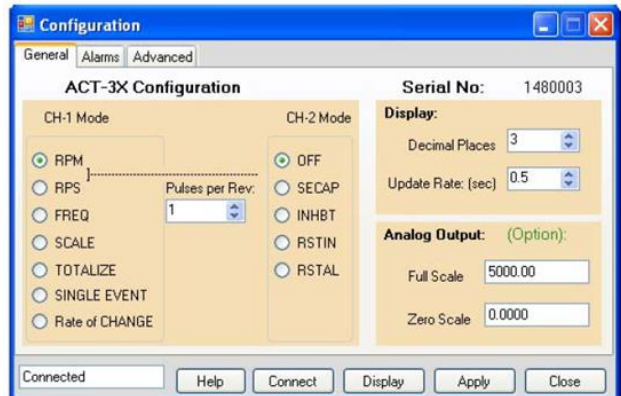 Configuration
General Alarms Advanced
ACT-3X Configuration
CH-1 Mode
RPM
RPS
FREQ
SCALE
TOTALIZE
SINGLE EVENT
Rate of CHANGE
Pulses per Rev:
1
CH-2 Mode
OFF
SECAP
INHBT
RSTIN
RSTAL
Serial No: 1480003
Display:
Decimal Places 3
Update Rate: (sec) 0.5
Analog Output: (Option):
Full Scale 5000.00
Zero Scale 0.0000
Connected Help Connect Display Apply Close